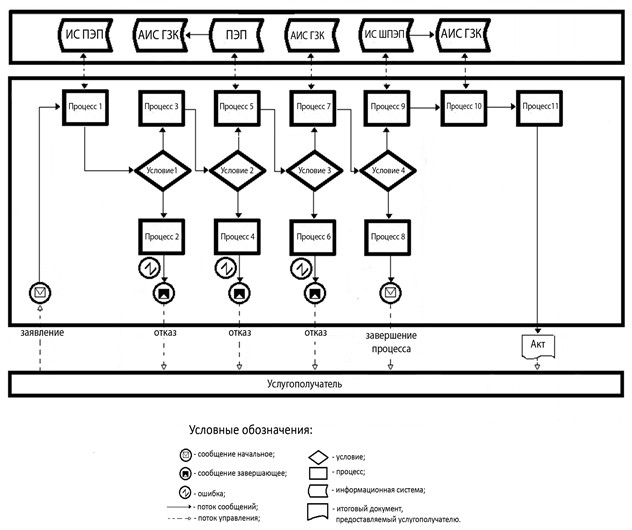 ИС ПЭП
АИС ГЗК
ПЭП
АИС ГЗК
ИС ШПЭП
АИС ГЗК
Процесс 1
Процесс 3
Процесс 5
Процесс 7
Процесс 9
Процесс 10
Процесс11
Условие1
Условие 2
Условие 3
Условие 4
Процесс 2
Процесс 4
Процесс 6
Процесс 8
заявление
отказ
отказ
отказ
завершение
процесса
Акт
Услугополучатель
Условные обозначения:
- сообщение начальное;
- условие;
- сообщение завершающее;
- процесс;
- ошибка;
- информационная система;
- поток сообщений;
- поток управления;
- итоговый документ,
предоставляемый услугополучателю.